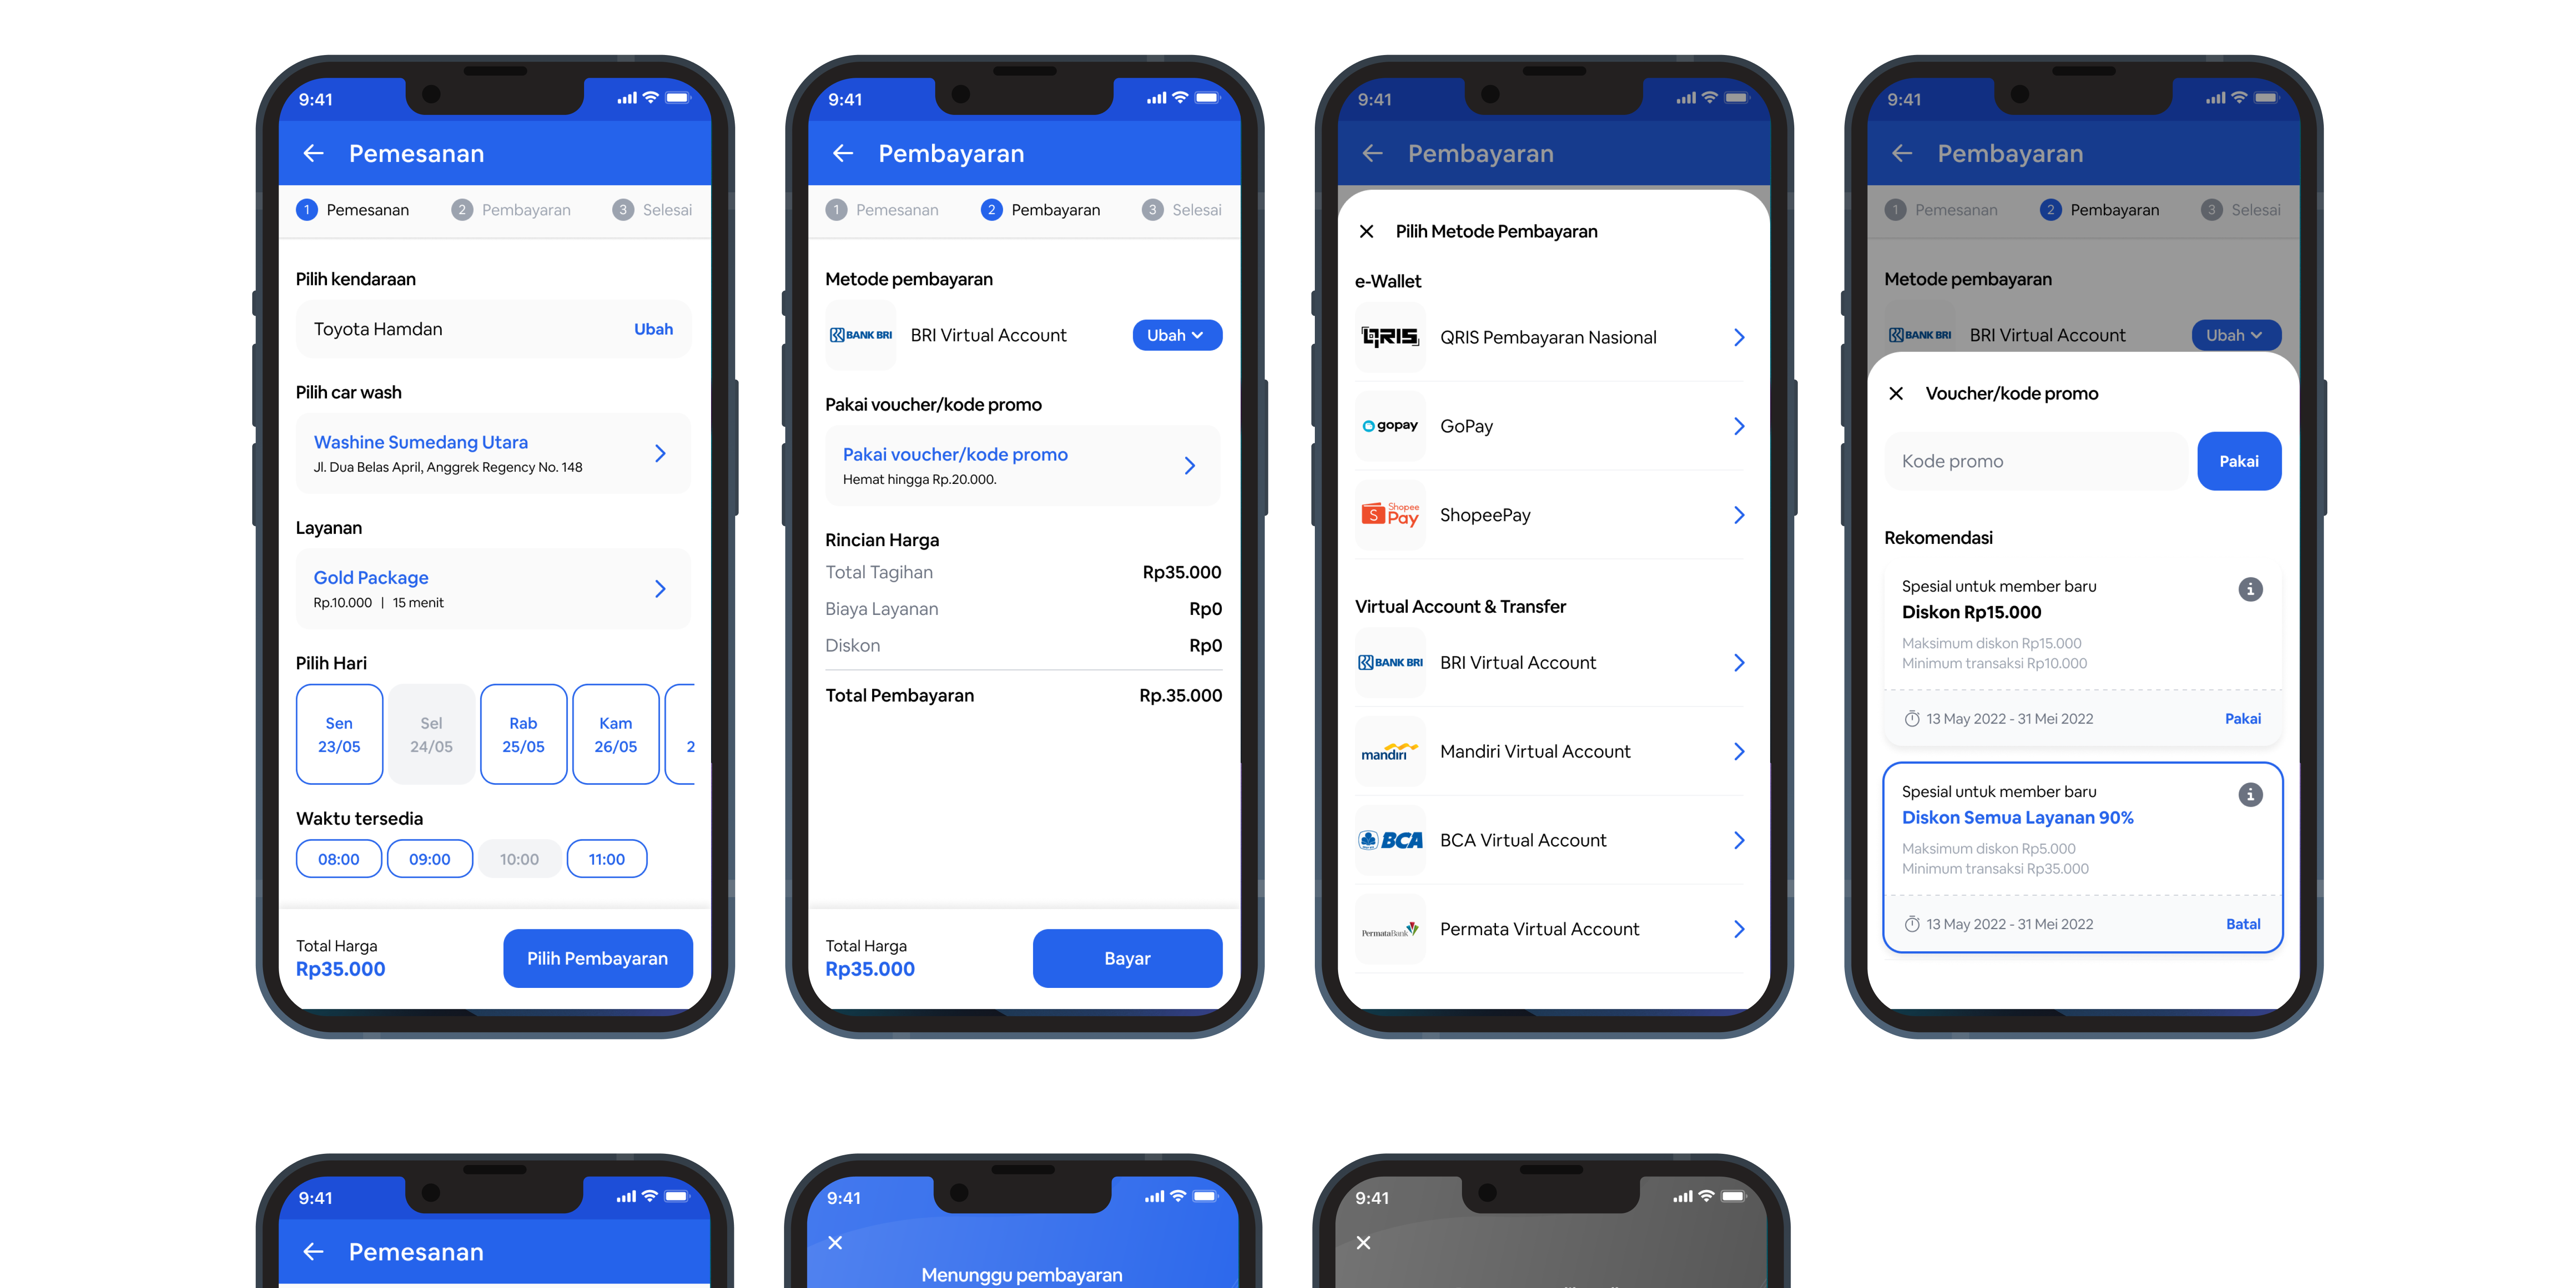 9:41
Pemesanan
1 Pemesanan 2 Pembayaran 3 Selesai
Pilih kendaraan
Toyota Hamdan Ubah
Pilih car wash
Washine Sumedang Utara
Jl. Dua Belas April, Anggrek Regency No. 148
Layanan
Gold Package
Rp.10.000 | 15 menit
Pilih Hari
Sen Sel Rab Kam
23/05 24/05 25/05 26/05 2
Waktu tersedia
08:00 09:00 10:00 11:00
Total Harga
Rp35.000
Pilih Pembayaran
9:41
Pembayaran
1 Pemesanan 2 Pembayaran 3 Selesai
Metode pembayaran
BANK BRI BRI Virtual Account Ubah
Pakai voucher/kode promo
Pakai voucher/kode promo
Hemat hingga Rp.20.000.
Rincian Harga
Total Tagihan Rp35.000
Biaya Layanan Rp0
Diskon Rp0
Total Pembayaran Rp.35.000
Total Harga
Rp35.000
Bayar
9:41
Pembayaran
Pilih Metode Pembayaran
e-Wallet
QRIS QRIS Pembayaran Nasional
gopay GoPay
S Shopee Pay ShopeePay
Virtual Account & Transfer
BANK BRI BRI Virtual Account
mandırı Mandiri Virtual Account
BCA BCA Virtual Account
PermataBank Permata Virtual Account
9:41
Pembayaran
1 Pemesanan 2 Pembayaran 3 Selesai
Metode pembayaran
BANK BRI BRI Virtual Account Ubah
Voucher/kode promo
Kode promo Pakai
Rekomendasi
Spesial untuk member baru
Diskon Rp15.000
Maksimum diskon Rp15.000
Minimum transaksi Rp10.000
13 May 2022 - 31 Mei 2022 Pakai
Spesial untuk member baru
Diskon Semua Layanan 90%
Maksimum diskon Rp5.000
Minimum transaksi Rp35.000
13 May 2022 - 31 Mei 2022 Batal
9:41
Pemesanan
9:41
Menunggu pembayaran
9:41